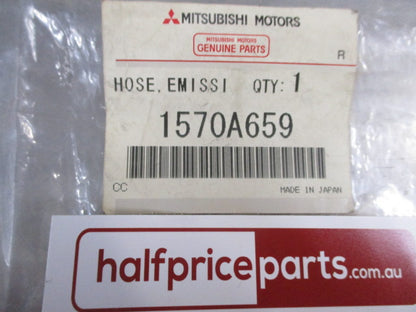 MITSUBISHI MOTORS
MITSUBISHI MOTORS
GENUINE PARTS
R
HOSE,EMISSI QTY:1
1570A659
CC MADE IN JAPAN
halfpriceparts.com.au